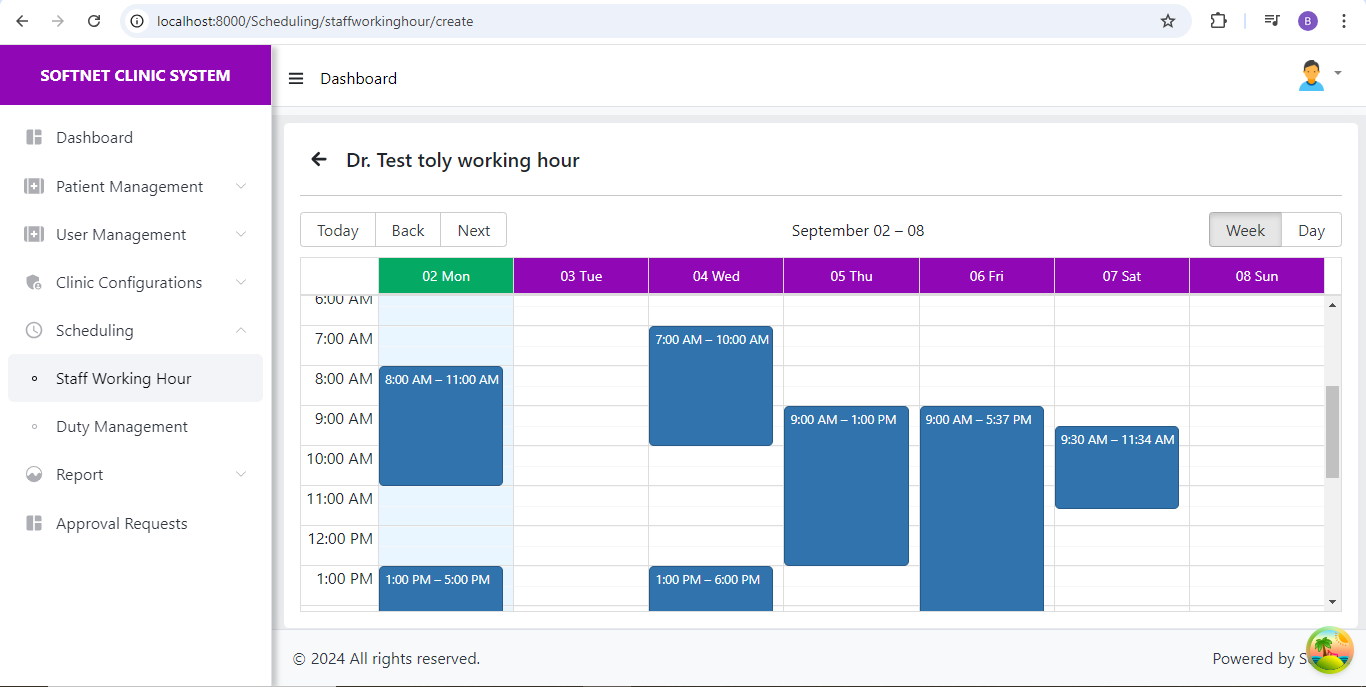 localhost:8000/Scheduling/staffworkinghour/create
B
SOFTNET CLINIC SYSTEM
Dashboard
Dashboard
Patient Management
User Management
Clinic Configurations
Scheduling
Staff Working Hour
Duty Management
Report
Approval Requests
Dr. Test toly working hour
Today Back Next
September 02 – 08
Week Day
02 Mon 03 Tue 04 Wed 05 Thu 06 Fri 07 Sat 08 Sun
6:00 AM
7:00 AM
7:00 AM – 10:00 AM
8:00 AM
8:00 AM – 11:00 AM
9:00 AM
9:00 AM – 1:00 PM
9:00 AM – 5:37 PM
9:30 AM – 11:34 AM
10:00 AM
11:00 AM
12:00 PM
1:00 PM
1:00 PM – 5:00 PM
1:00 PM – 6:00 PM
© 2024 All rights reserved.
Powered by